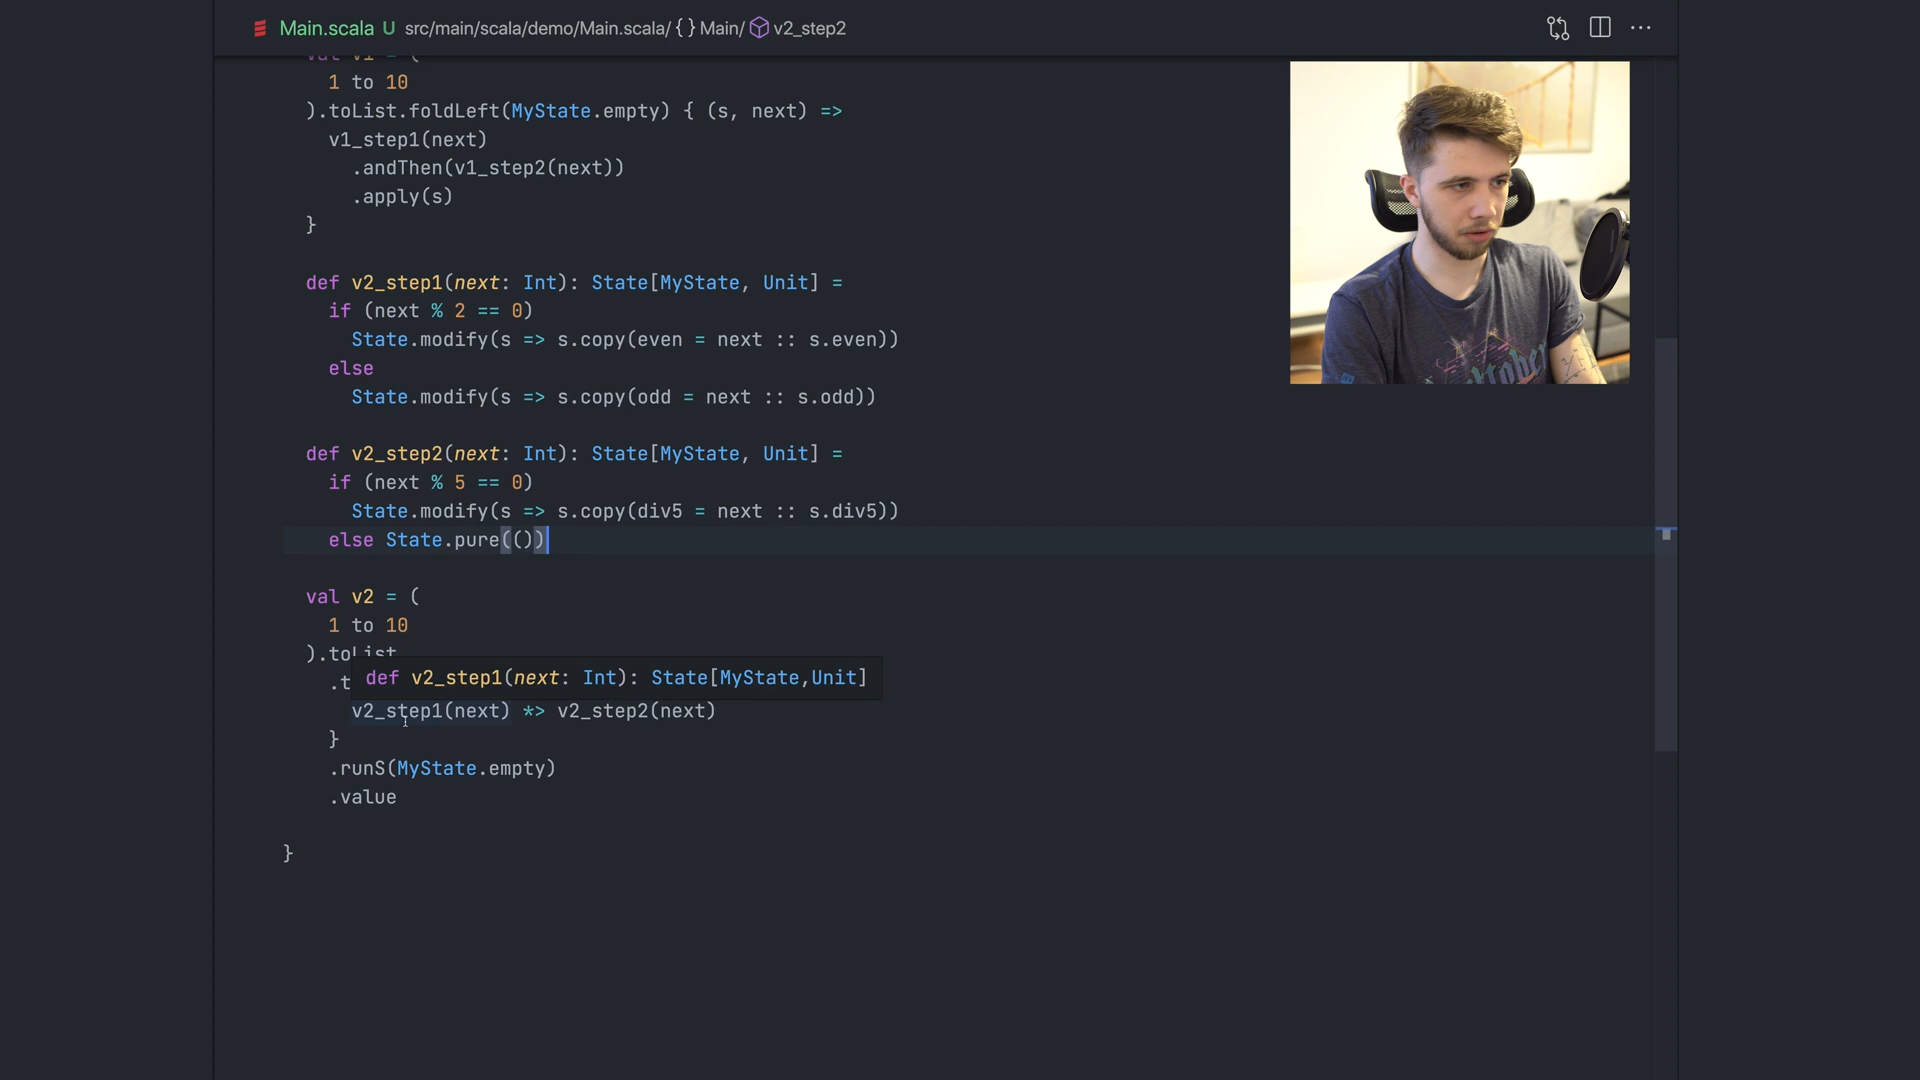 Main.scala U src/main/scala/demo/Main.scala/ {} Main/ v2_step2
val v1 = (
1 to 10
).toList.foldLeft(MyState.empty) { (s, next) =>
v1_step1(next)
.andThen(v1_step2(next))
.apply(s)
}
def v2_step1(next: Int): State[MyState, Unit] =
if (next % 2 == 0)
State.modify(s => s.copy(even = next :: s.even))
else
State.modify(s => s.copy(odd = next :: s.odd))
def v2_step2(next: Int): State[MyState, Unit] =
if (next % 5 == 0)
State.modify(s => s.copy(div5 = next :: s.div5))
else State.pure(())
val v2 = (
1 to 10
).toList
.t
def v2_step1(next: Int): State[MyState,Unit]
v2_step1(next) *> v2_step2(next)
}
.runS(MyState.empty)
.value
}